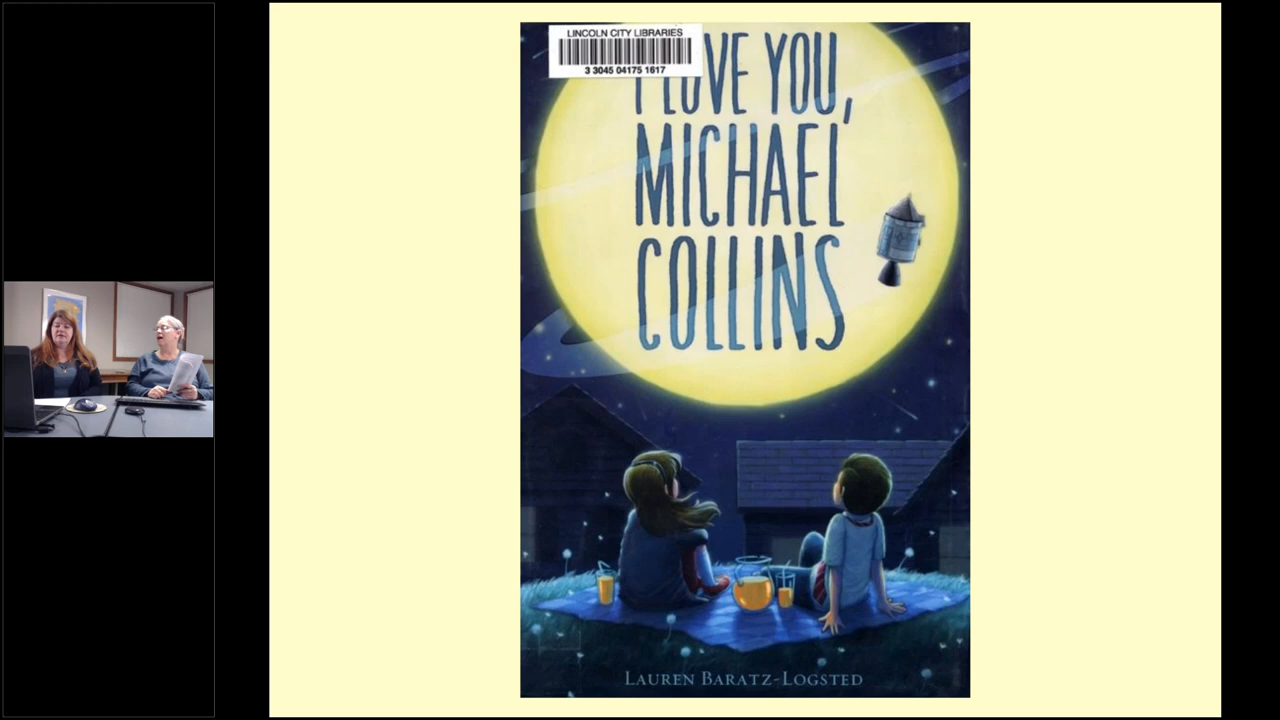 LINCOLN CITY LIBRARIES
3 3045 04175 1617
I LOVE YOU,
MICHAEL
COLLINS
LAUREN BARATZ-LOGSTED